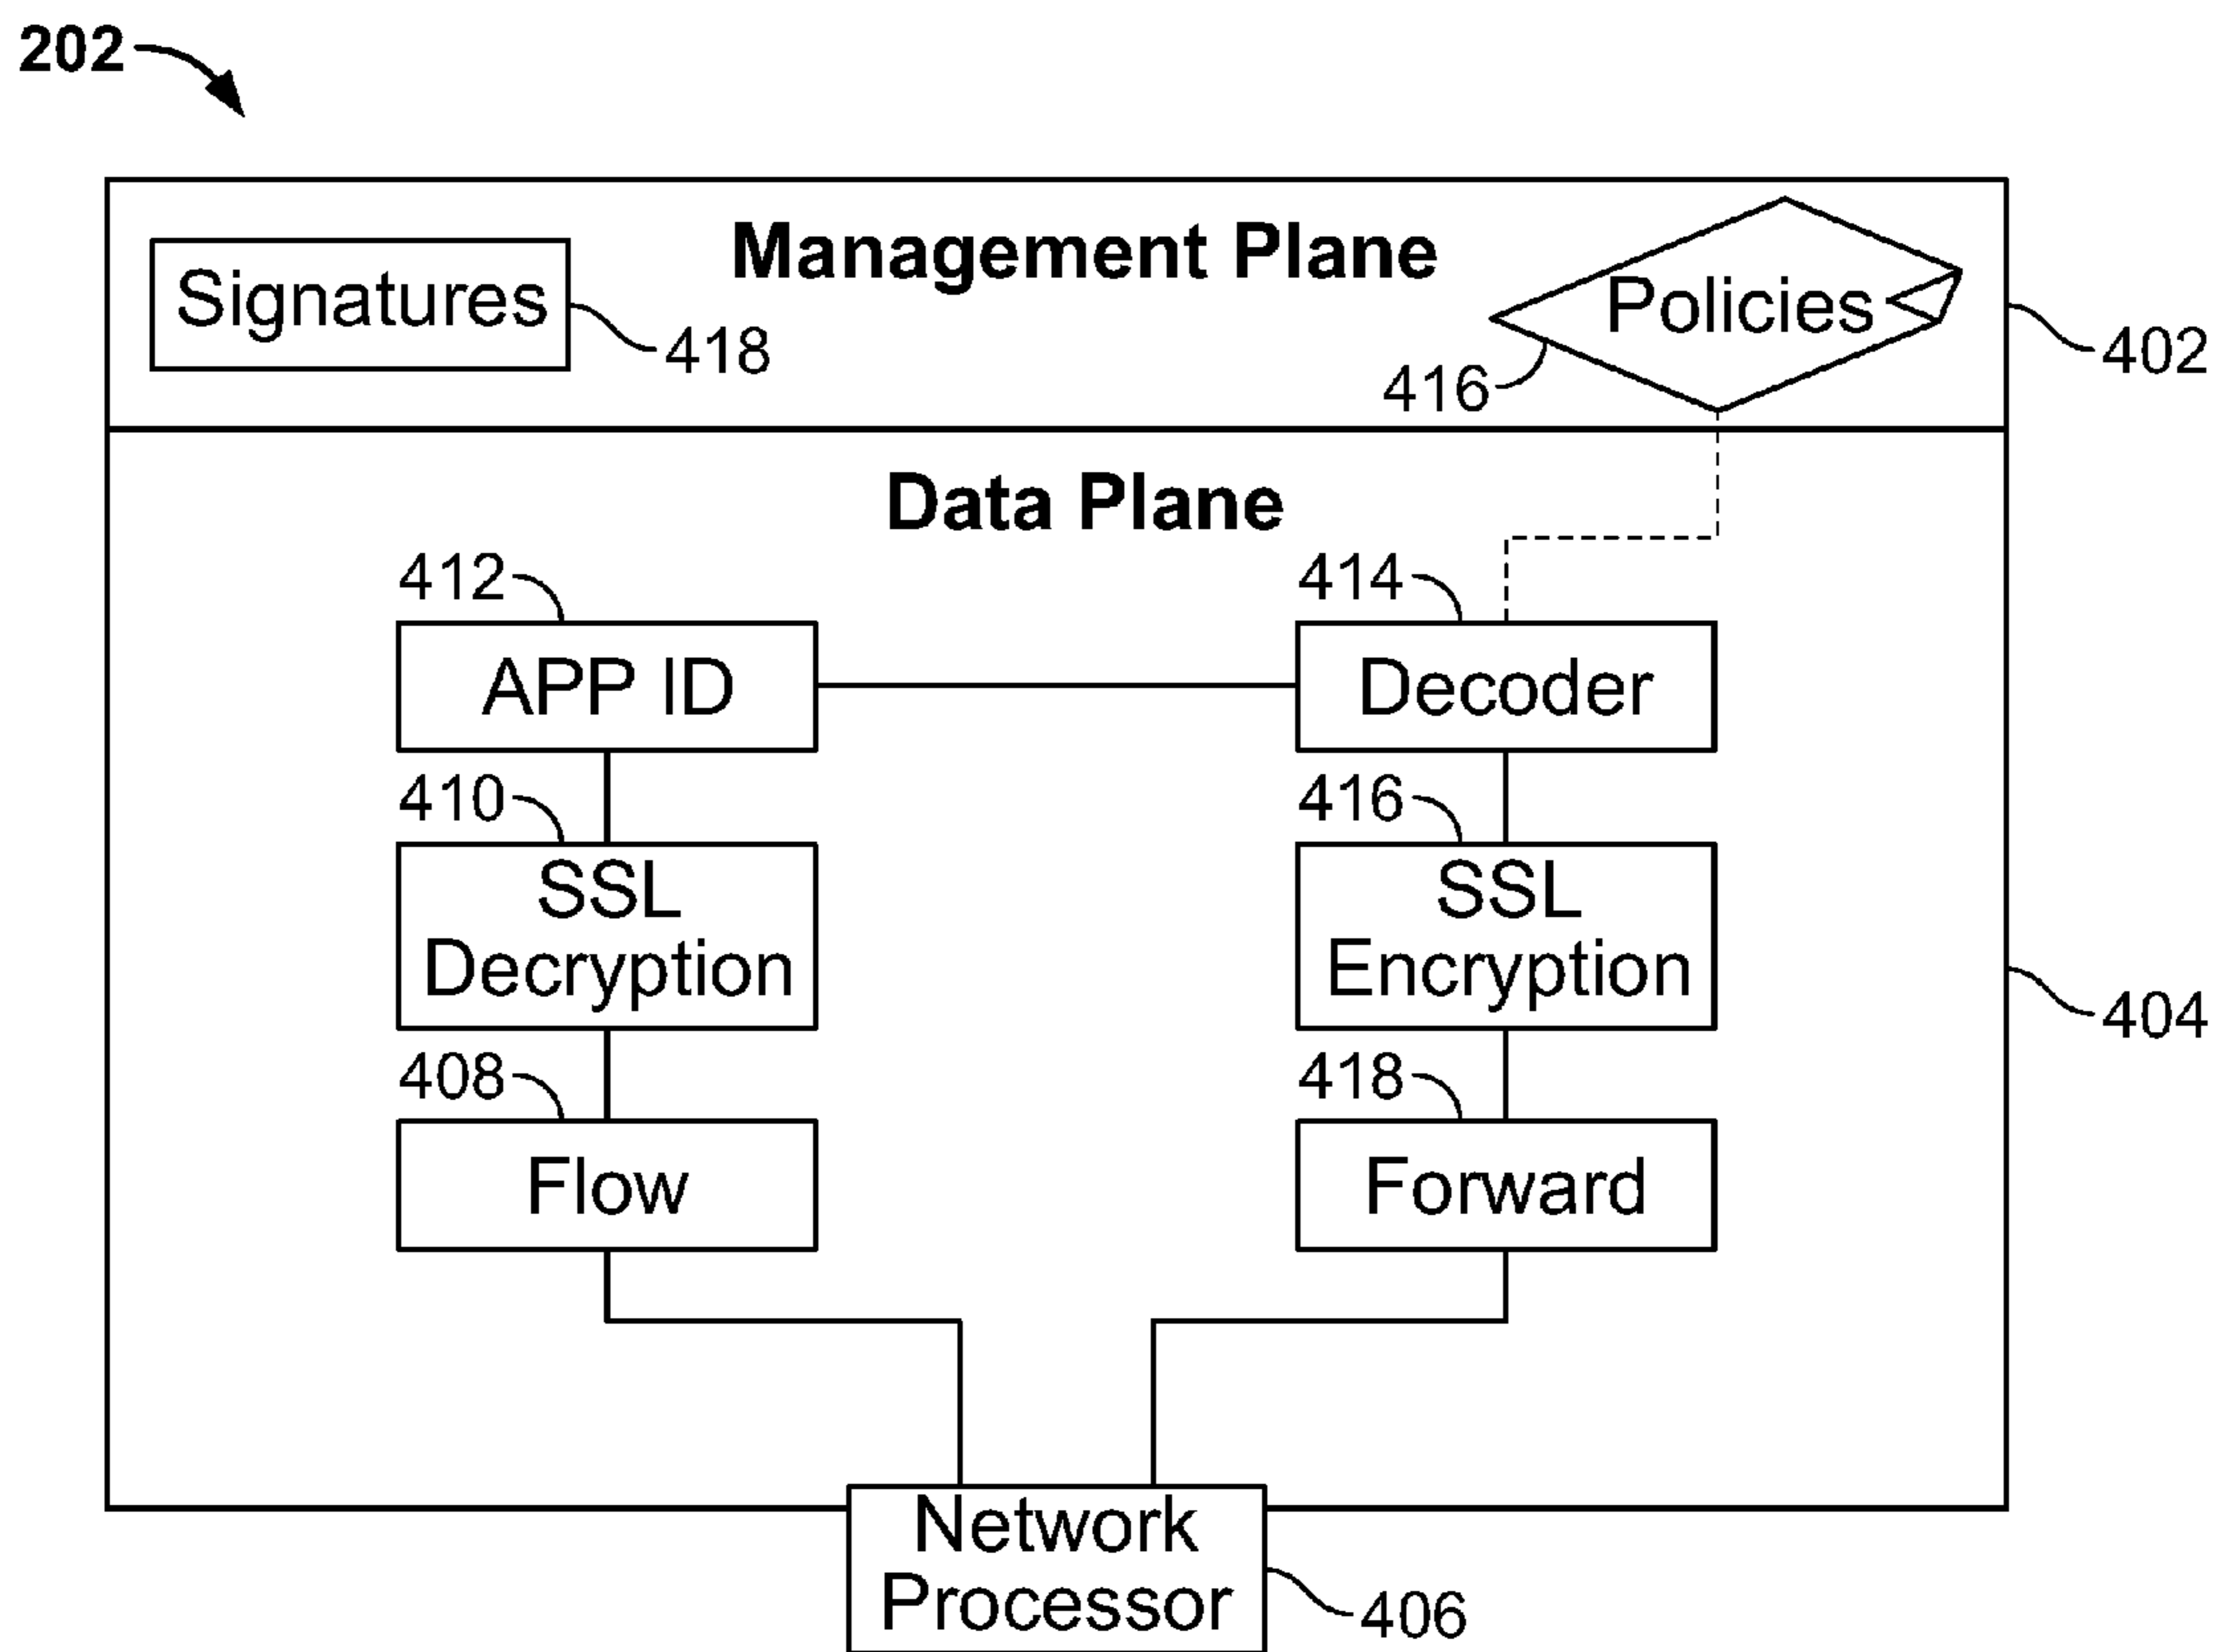 202
Management Plane
Signatures
418
Policies
416
402
Data Plane
412
APP ID
414
Decoder
410
SSL
Decryption
416
SSL
Encryption
404
408
Flow
418
Forward
Network
Processor
406